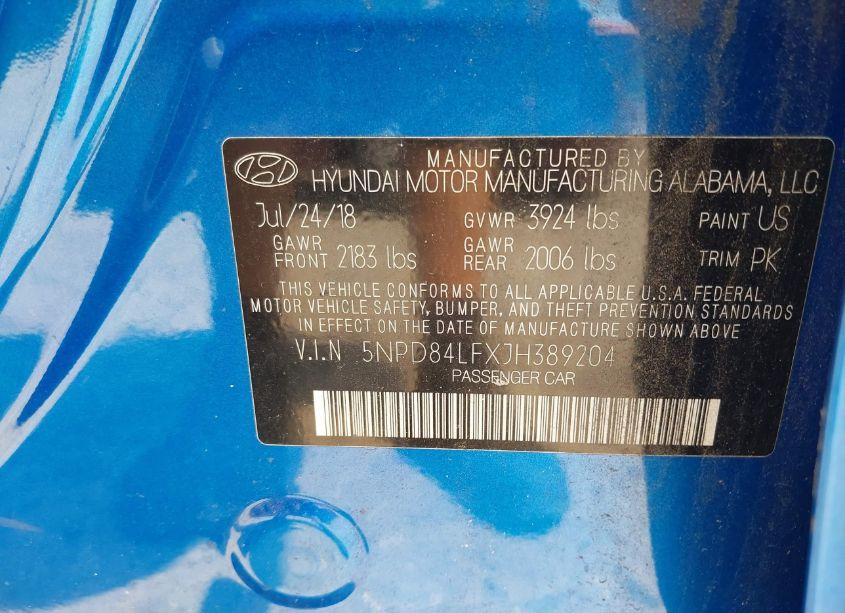 MANUFACTURED BY
HYUNDAI MOTOR MANUFACTURING ALABAMA, LLC
Jul/24/18 GVWR 3924 lbs PAINT US
GAWR FRONT 2183 lbs GAWR REAR 2006 lbs TRIM PK
THIS VEHICLE CONFORMS TO ALL APPLICABLE U.S.A. FEDERAL
MOTOR VEHICLE SAFETY, BUMPER, AND THEFT PREVENTION STANDARDS
IN EFFECT ON THE DATE OF MANUFACTURE SHOWN ABOVE
V.I.N 5NPD84LFXJH389204
PASSENGER CAR